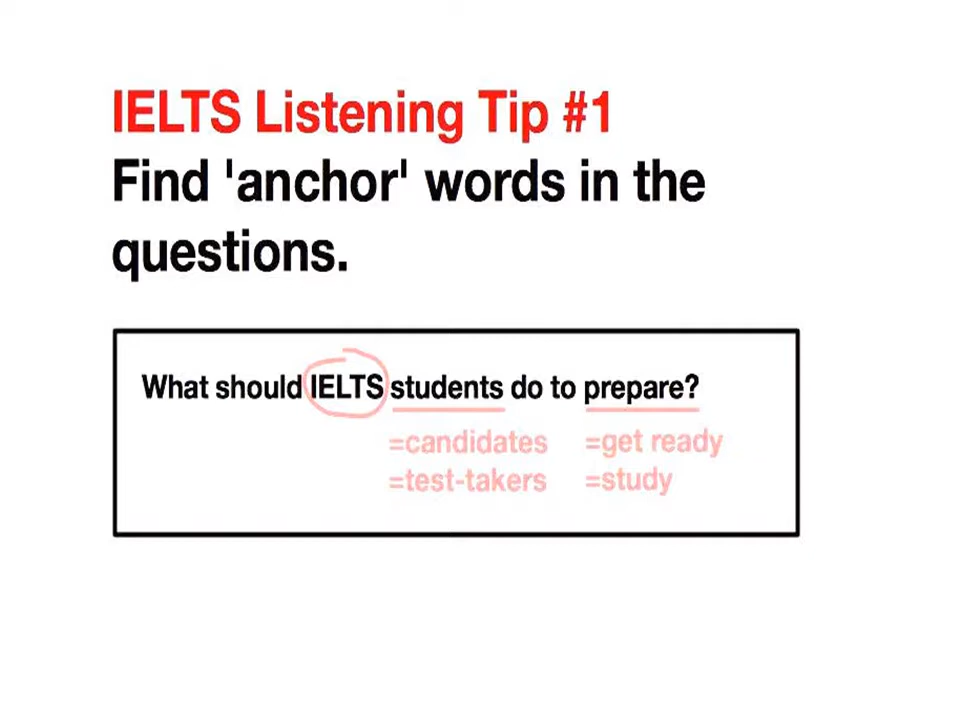 IELTS Listening Tip #1
Find 'anchor' words in the
questions.
What should IELTS students do to prepare?
=candidates =get ready
=test-takers =study